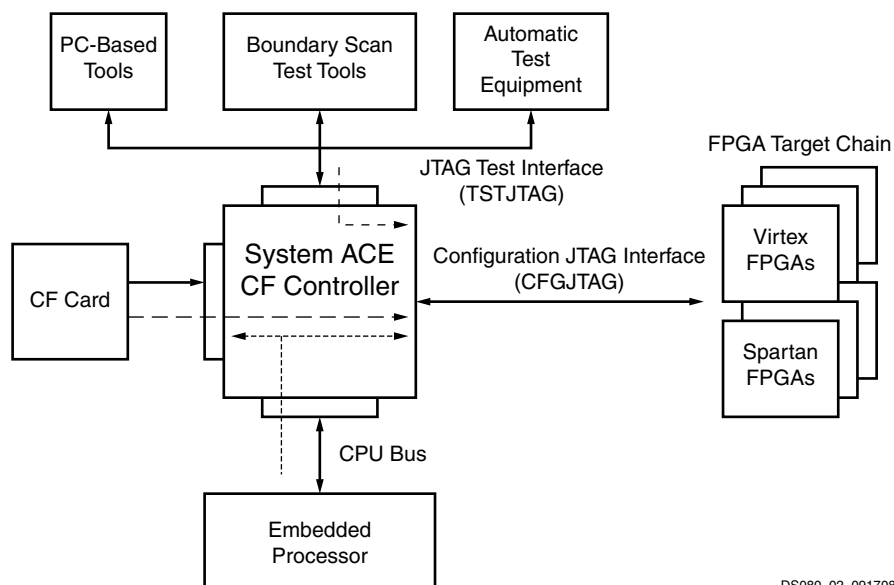 PC-Based
Tools
Boundary Scan
Test Tools
Automatic
Test
Equipment
JTAG Test Interface
(TSTJTAG)
FPGA Target Chain
System ACE
CF Controller
CF Card
Configuration JTAG Interface
(CFGJTAG)
Virtex
FPGAs
Spartan
FPGAs
CPU Bus
Embedded
Processor